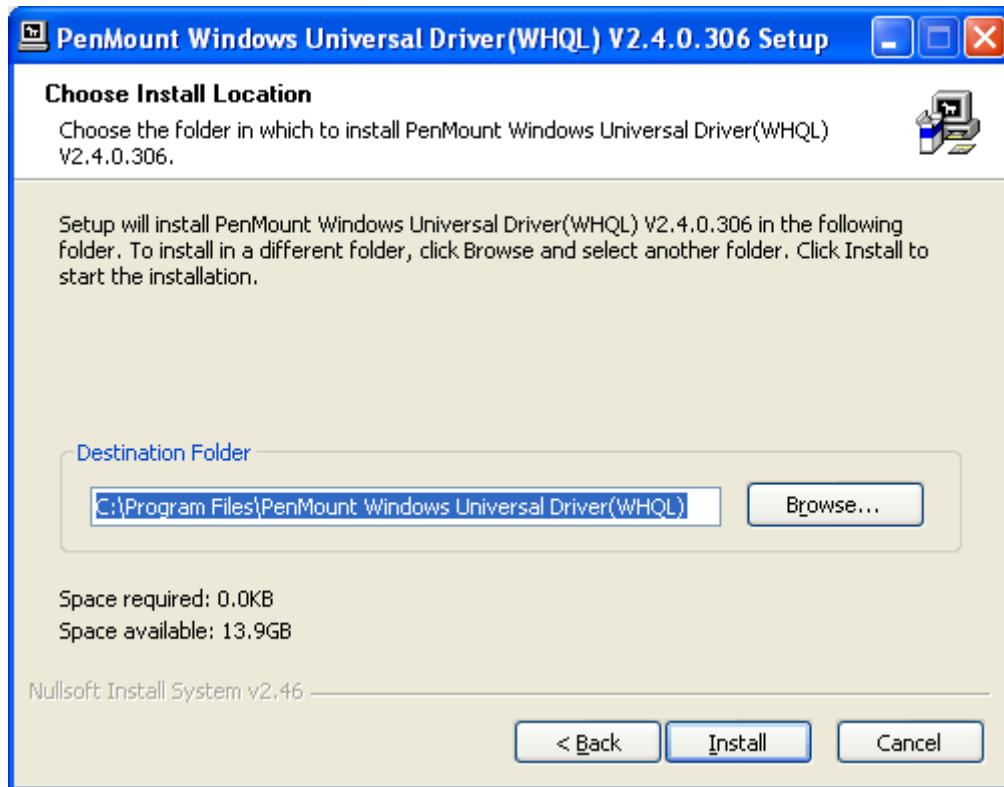 PenMount Windows Universal Driver(WHQL) V2.4.0.306 Setup
Choose Install Location
Choose the folder in which to install PenMount Windows Universal Driver(WHQL)
V2.4.0.306.
Setup will install PenMount Windows Universal Driver(WHQL) V2.4.0.306 in the following
folder. To install in a different folder, click Browse and select another folder. Click Install to
start the installation.
Destination Folder
C:\Program Files\PenMount Windows Universal Driver(WHQL)
Browse...
Space required: 0.0KB
Space available: 13.9GB
Nullsoft Install System v2.46
< Back
Install
Cancel